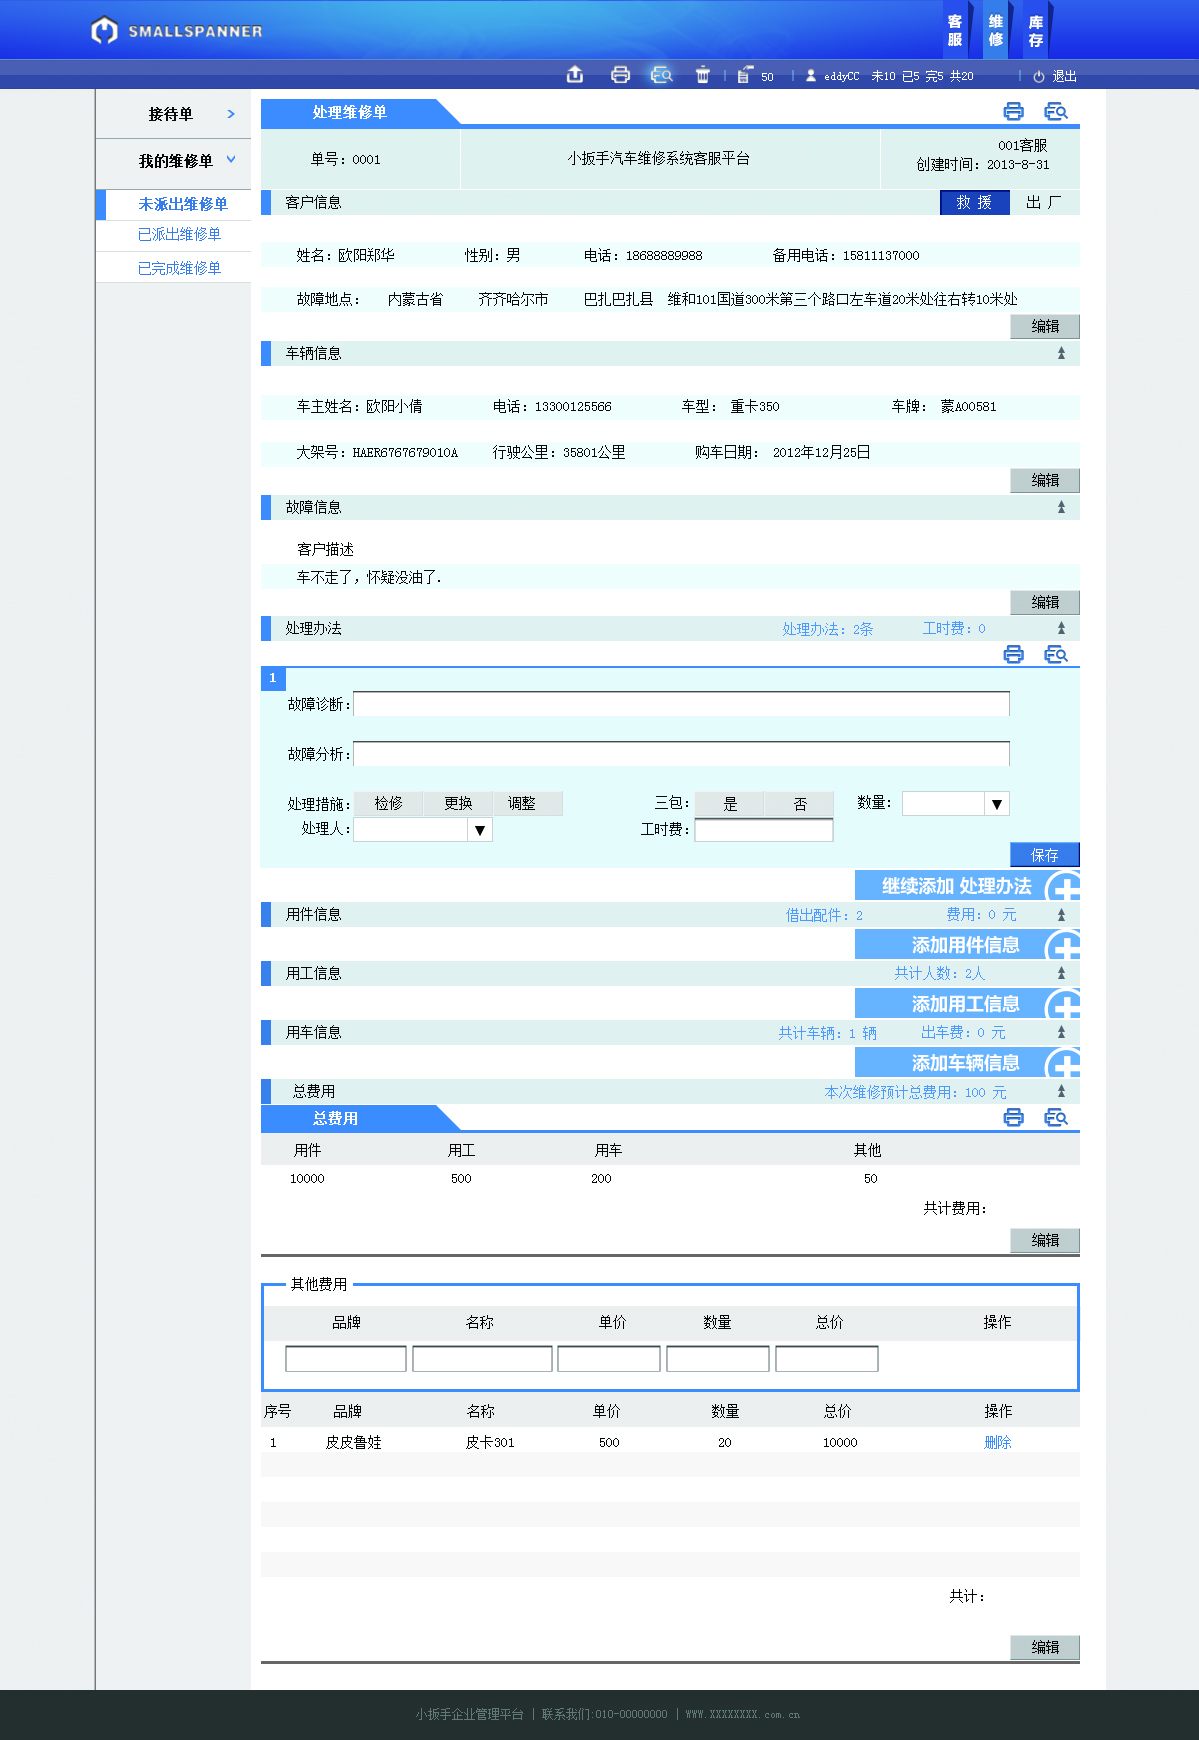 SMALLSPANNER
客服 维修 库存
50 eddyCC 未10 已5 完5 共20 退出
接待单
我的维修单
未派出维修单
已派出维修单
已完成维修单
处理维修单
单号：0001 小扳手汽车维修系统客服平台 001客服
创建时间：2013-8-31
客户信息 救 援 出 厂
姓名：欧阳郑华 性别：男 电话：18688889988 备用电话：15811137000
故障地点： 内蒙古省 齐齐哈尔市 巴扎巴扎县 维和101国道300米第三个路口左车道20米处往右转10米处
编辑
车辆信息
车主姓名：欧阳小倩 电话：13300125566 车型： 重卡350 车牌： 蒙A00581
大架号：HAER6767679010A 行驶公里：35801公里 购车日期： 2012年12月25日
编辑
故障信息
客户描述
车不走了，怀疑没油了.
编辑
处理办法 处理办法：2条 工时费：0
1
故障诊断：
故障分析：
处理措施： 检修 更换 调整 三包： 是 否 数量：
处理人： 工时费：
保存
继续添加 处理办法
用件信息 借出配件：2 费用：0 元
添加用件信息
用工信息 共计人数：2人
添加用工信息
用车信息 共计车辆：1 辆 出车费：0 元
添加车辆信息
总费用 本次维修预计总费用：100 元
总费用
用件 用工 用车 其他
10000 500 200 50
共计费用：
编辑
其他费用
品牌 名称 单价 数量 总价 操作
序号 品牌 名称 单价 数量 总价 操作
1 皮皮鲁娃 皮卡301 500 20 10000 删除
共计：
编辑
小扳手企业管理平台 | 联系我们:010-00000000 | WWW.XXXXXXXX.com.cn